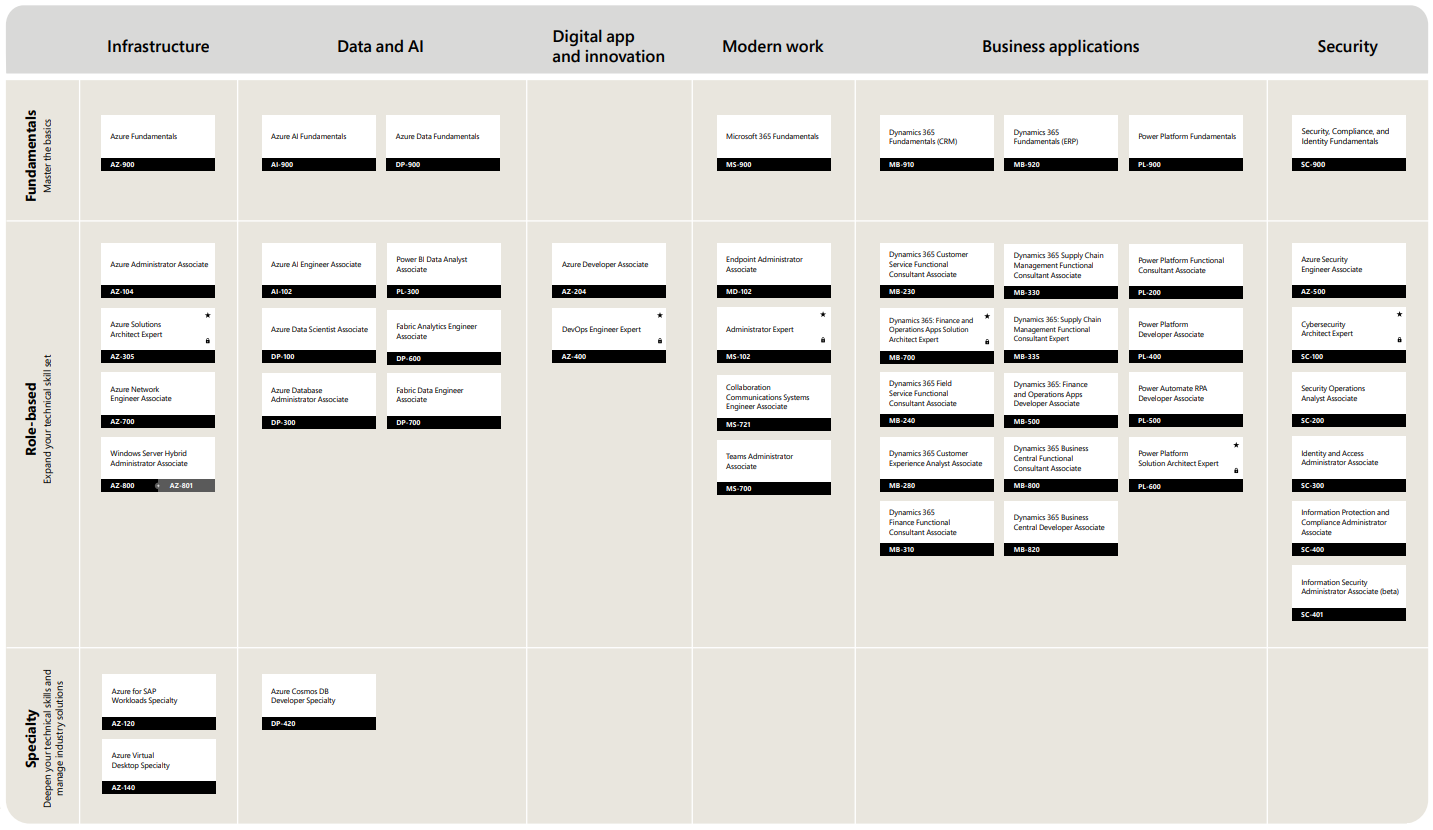 Infrastructure
Data and AI
Digital app
and innovation
Modern work
Business applications
Security
Fundamentals
Master the basics
Azure Fundamentals
AZ-900
Azure AI Fundamentals
AI-900
Azure Data Fundamentals
DP-900
Microsoft 365 Fundamentals
MS-900
Dynamics 365
Fundamentals (CRM)
MB-910
Dynamics 365
Fundamentals (ERP)
MB-920
Power Platform Fundamentals
PL-900
Security, Compliance, and
Identity Fundamentals
SC-900
Role-based
Expand your technical skill set
Azure Administrator Associate
AZ-104
Azure Solutions
Architect Expert
AZ-305
Azure Network
Engineer Associate
AZ-700
Windows Server Hybrid
Administrator Associate
AZ-800
AZ-801
Azure AI Engineer Associate
AI-102
Azure Data Scientist Associate
DP-100
Azure Database
Administrator Associate
DP-300
Power BI Data Analyst
Associate
PL-300
Fabric Analytics Engineer
Associate
DP-600
Fabric Data Engineer
Associate
DP-700
Azure Developer Associate
AZ-204
DevOps Engineer Expert
AZ-400
Endpoint Administrator
Associate
MD-102
Administrator Expert
MS-102
Collaboration
Communications Systems
Engineer Associate
MS-721
Teams Administrator
Associate
MS-700
Dynamics 365 Customer
Service Functional
Consultant Associate
MB-230
Dynamics 365: Finance and
Operations Apps Solution
Architect Expert
MB-700
Dynamics 365 Field
Service Functional
Consultant Associate
MB-240
Dynamics 365 Customer
Experience Analyst Associate
MB-280
Dynamics 365
Finance Functional
Consultant Associate
MB-310
Dynamics 365 Supply Chain
Management Functional
Consultant Associate
MB-330
Dynamics 365: Supply Chain
Management Functional
Consultant Expert
MB-335
Dynamics 365: Finance
and Operations Apps
Developer Associate
MB-500
Dynamics 365 Business
Central Functional
Consultant Associate
MB-800
Dynamics 365 Business
Central Developer Associate
MB-820
Power Platform Functional
Consultant Associate
PL-200
Power Platform
Developer Associate
PL-400
Power Automate RPA
Developer Associate
PL-500
Power Platform
Solution Architect Expert
PL-600
Azure Security
Engineer Associate
AZ-500
Cybersecurity
Architect Expert
SC-100
Security Operations
Analyst Associate
SC-200
Identity and Access
Administrator Associate
SC-300
Information Protection and
Compliance Administrator
Associate
SC-400
Information Security
Administrator Associate (beta)
SC-401
Specialty
Deepen your technical skills and
manage industry solutions
Azure for SAP
Workloads Specialty
AZ-120
Azure Virtual
Desktop Specialty
AZ-140
Azure Cosmos DB
Developer Specialty
DP-420